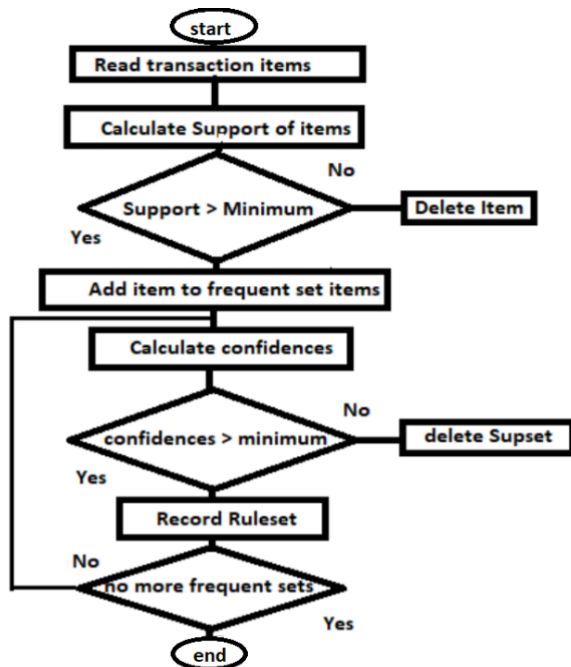 start
Read transaction items
Calculate Support of items
No
Support > Minimum
Delete Item
Yes
Add item to frequent set items
Calculate confidences
No
confidences > minimum
delete Supset
Yes
Record Ruleset
No
no more frequent sets
Yes
end